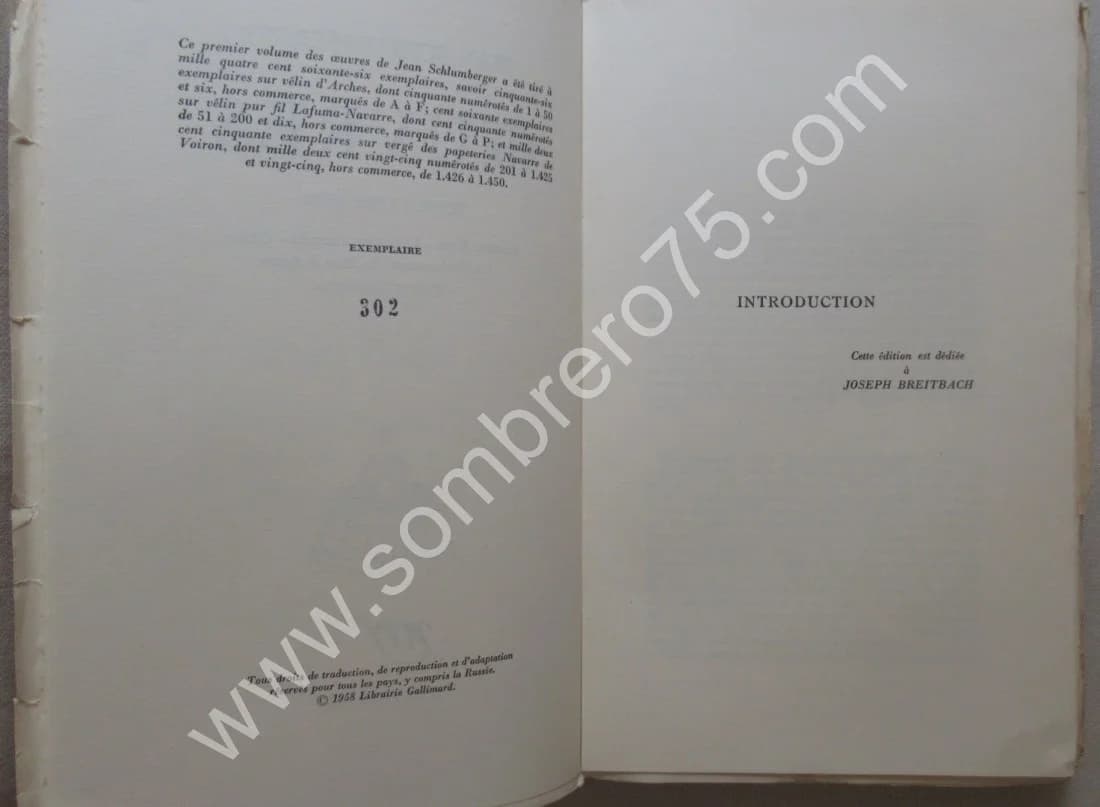 Ce premier volume des œuvres de Jean Schlumberger a été tiré à
mille quatre cent soixante-six exemplaires, savoir cinquante-six
exemplaires sur vélin d'Arches, dont cinquante numérotés de 1 à 50
et six, hors commerce, marqués de A à F; cent soixante exemplaires
sur vélin pur fil Lafuma-Navarre, dont cent cinquante numérotés
de 51 à 200 et dix, hors commerce, marqués de G à P; et mille deux
cent cinquante exemplaires sur vergé des papeteries Navarre de
Voiron, dont mille deux cent vingt-cinq numérotés de 201 à 1.425
et vingt-cinq, hors commerce, de 1.426 à 1.450.
EXEMPLAIRE
302
Tous droits de traduction, de reproduction et d'adaptation
réservés pour tous les pays, y compris la Russie.
© 1958 Librairie Gallimard.
INTRODUCTION
Cette édition est dédiée
à
JOSEPH BREITBACH
www.sombrero75.com